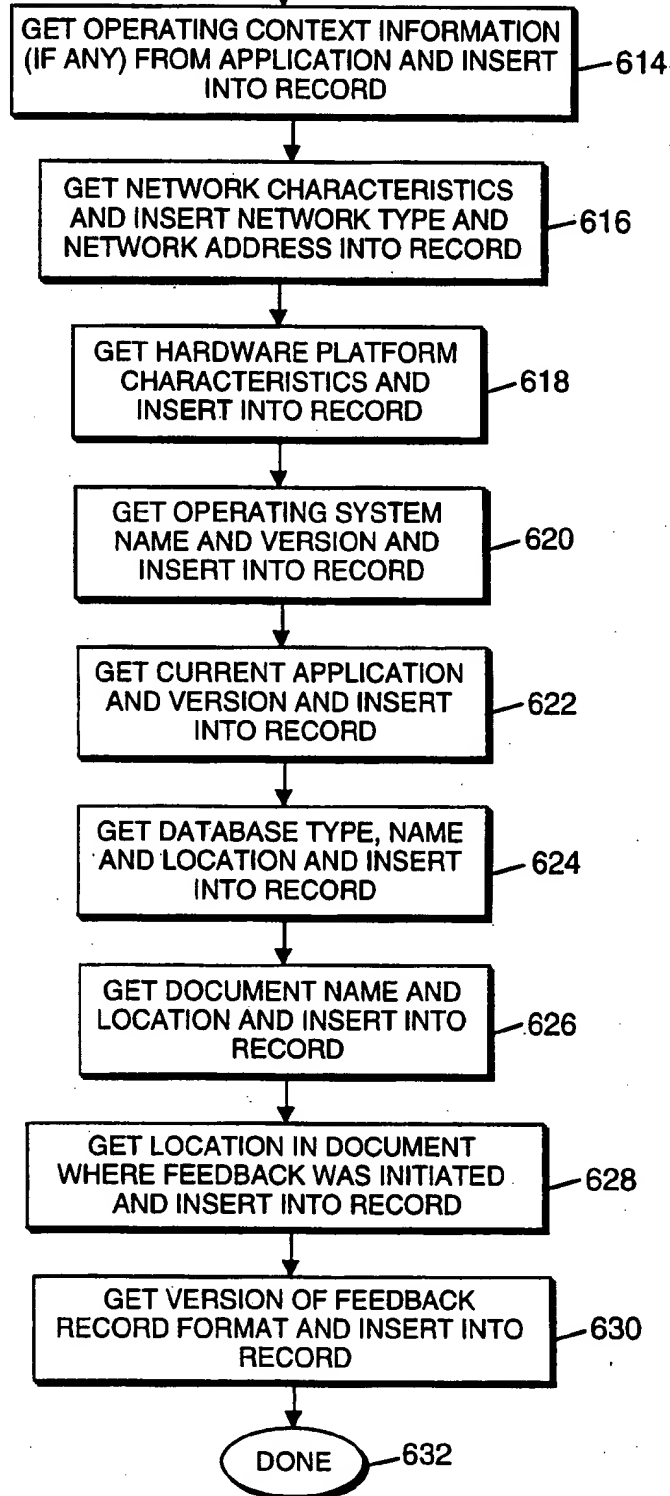 GET OPERATING CONTEXT INFORMATION
(IF ANY) FROM APPLICATION AND INSERT
INTO RECORD
614
GET NETWORK CHARACTERISTICS
AND INSERT NETWORK TYPE AND
NETWORK ADDRESS INTO RECORD
616
GET HARDWARE PLATFORM
CHARACTERISTICS AND
INSERT INTO RECORD
618
GET OPERATING SYSTEM
NAME AND VERSION AND
INSERT INTO RECORD
620
GET CURRENT APPLICATION
AND VERSION AND INSERT
INTO RECORD
622
GET DATABASE TYPE, NAME
AND LOCATION AND INSERT
INTO RECORD
624
GET DOCUMENT NAME AND
LOCATION AND INSERT INTO
RECORD
626
GET LOCATION IN DOCUMENT
WHERE FEEDBACK WAS INITIATED
AND INSERT INTO RECORD
628
GET VERSION OF FEEDBACK
RECORD FORMAT AND INSERT INTO
RECORD
630
DONE
632